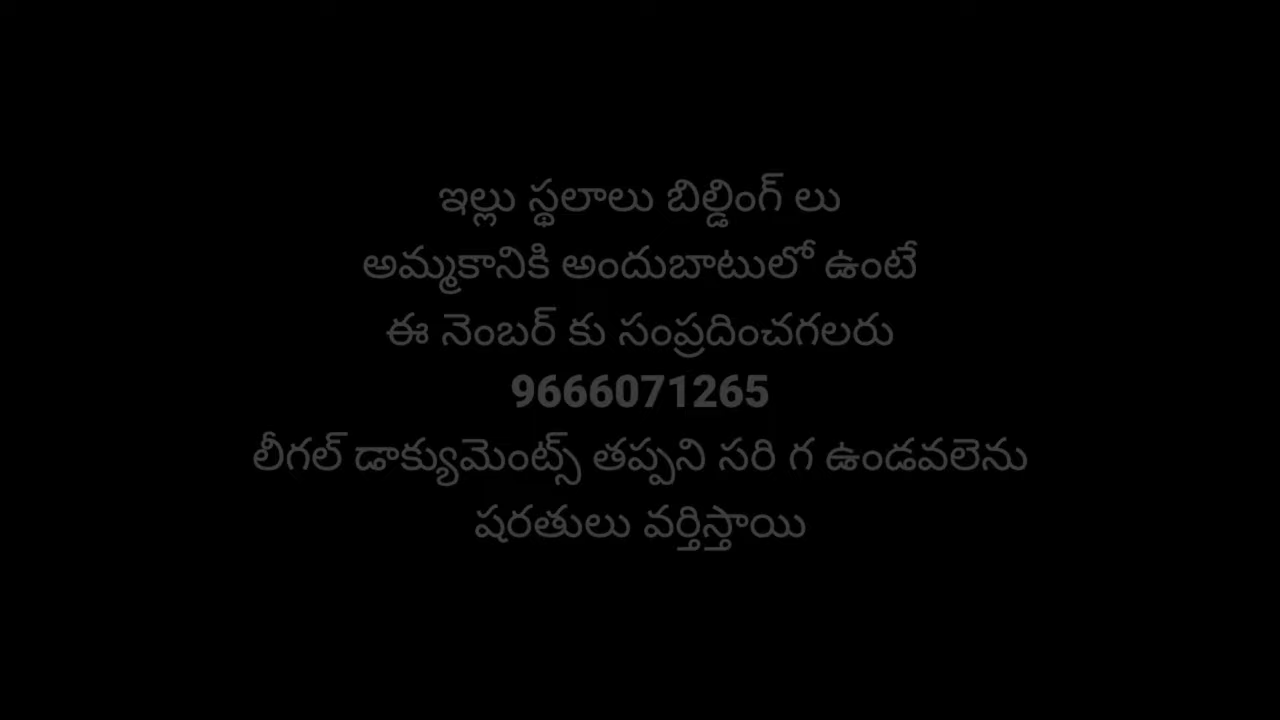 ఇల్లు స్థలాలు బిల్డింగ్ లు
అమ్మకానికి అందుబాటులో ఉంటే
ఈ నెంబర్ కు సంప్రదించగలరు
9666071265
లీగల్ డాక్యుమెంట్స్ తప్పని సరి గ ఉండవలెను
షరతులు వర్తిస్తాయి